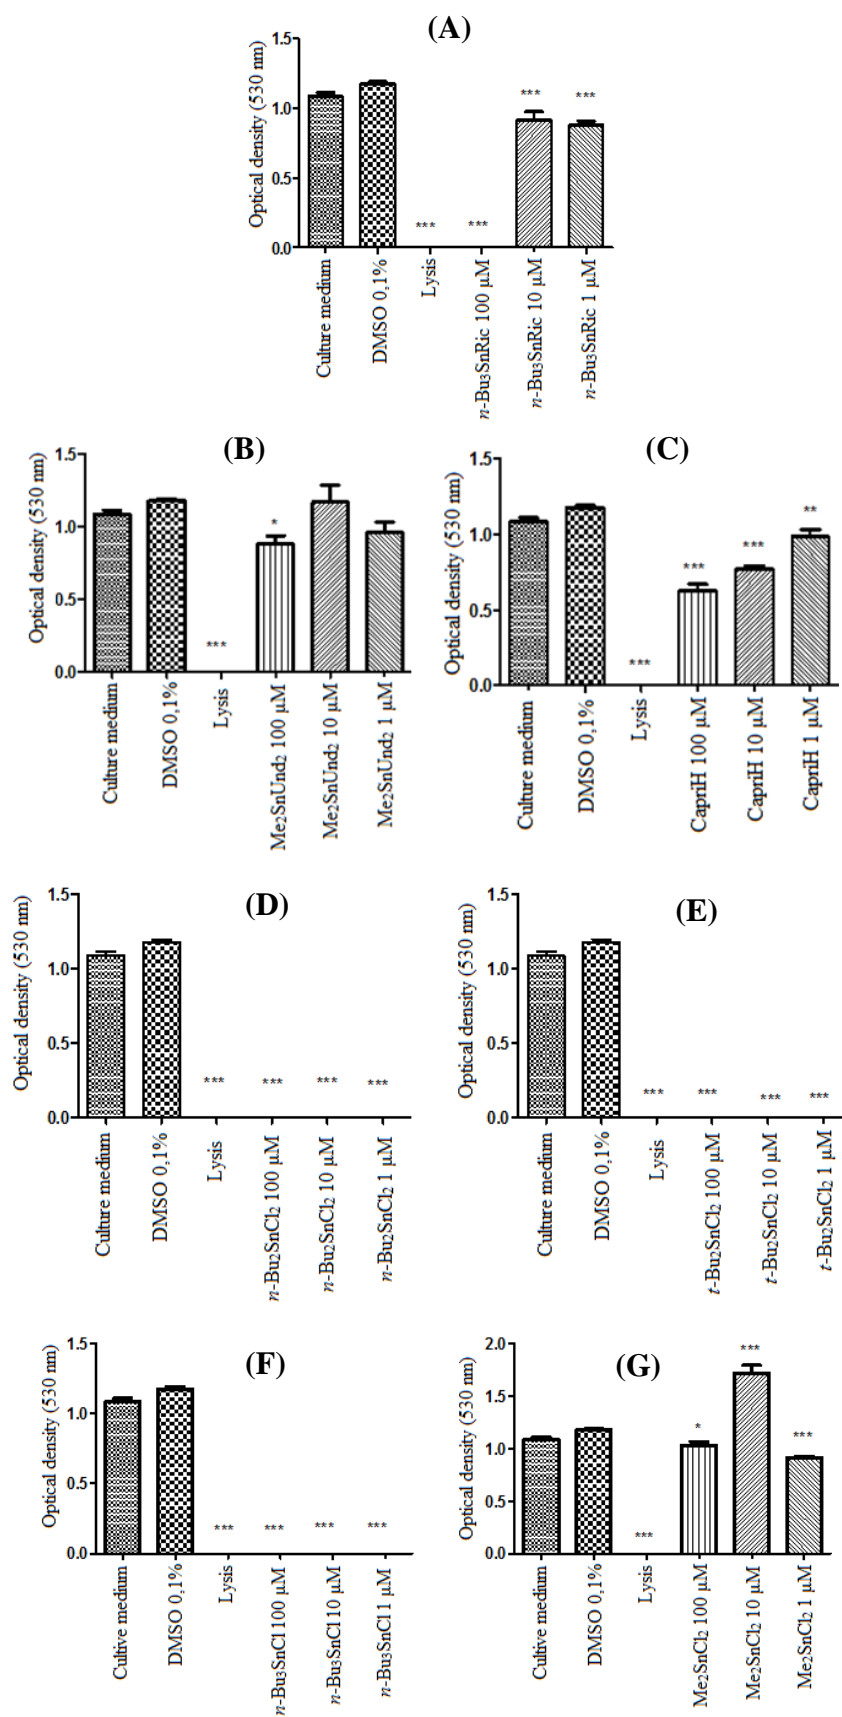 (A)
Optical density (530 nm)
1.5
1.0
0.5
0.0
***
***
***
***
Culture medium
DMSO 0,1%
Lysis
n-Bu₃SnRic 100 µM
n-Bu₃SnRic 10 µM
n-Bu₃SnRic 1 µM
(B)
Optical density (530 nm)
1.5
1.0
0.5
0.0
***
*
Culture medium
DMSO 0,1%
Lysis
Me₂SnUnd₂ 100 µM
Me₂SnUnd₂ 10 µM
Me₂SnUnd₂ 1 µM
(C)
Optical density (530 nm)
1.5
1.0
0.5
0.0
***
***
***
**
Culture medium
DMSO 0,1%
Lysis
CapriH 100 µM
CapriH 10 µM
CapriH 1 µM
(D)
Optical density (530 nm)
1.5
1.0
0.5
0.0
***
***
***
***
Culture medium
DMSO 0,1%
Lysis
n-Bu₂SnCl₂ 100 µM
n-Bu₂SnCl₂ 10 µM
n-Bu₂SnCl₂ 1 µM
(E)
Optical density (530 nm)
1.5
1.0
0.5
0.0
***
***
***
***
Culture medium
DMSO 0,1%
Lysis
t-Bu₂SnCl₂ 100 µM
t-Bu₂SnCl₂ 10 µM
t-Bu₂SnCl₂ 1 µM
(F)
Optical density (530 nm)
1.5
1.0
0.5
0.0
***
***
***
***
Cultive medium
DMSO 0,1%
Lysis
n-Bu₃SnCl 100 µM
n-Bu₃SnCl 10 µM
n-Bu₃SnCl 1 µM
(G)
Optical density (530 nm)
2.0
1.5
1.0
0.5
0.0
***
*
***
***
Cultive medium
DMSO 0,1%
Lysis
Me₂SnCl₂ 100 µM
Me₂SnCl₂ 10 µM
Me₂SnCl₂ 1 µM